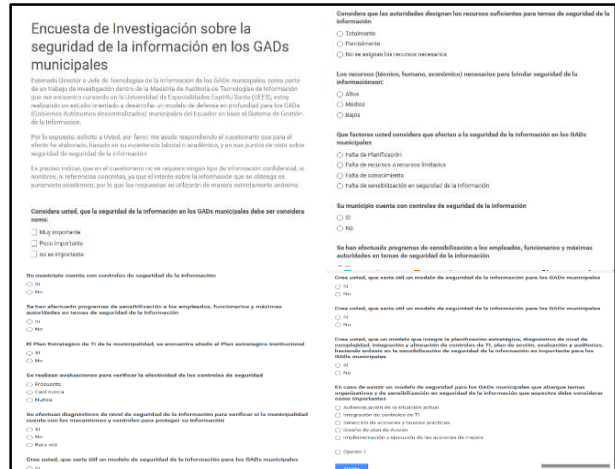 Encuesta de Investigación sobre la
seguridad de la información en los GADs
municipales
Estimado Director o Jefe de Tecnologías de la Información de los GADs municipales, como parte
de un trabajo de investigación dentro de la Maestría de Auditoría de Tecnologías de Información
que me encuentro cursando en la Universidad de Especialidades Espíritu Santo (UEES), estoy
realizando un estudio orientado a desarrollar un modelo de defensa en profundidad para los GADs
(Gobiernos Autónomos descentralizados) municipales del Ecuador en base al Sistema de Gestión
de la Información.
Por lo expuesto, solicito a Usted, por favor, me ayude respondiendo el cuestionario que para el
efecto he elaborado, basado en su experiencia laboral o académica, y en sus puntos de vista sobre
seguridad de seguridad de la información
Es preciso indicar, que en el cuestionario no se requiere ningún tipo de información confidencial, ni
nombres, ni referencias concretas, ya que el interés sobre la información que se obtenga es
puramente académico, por lo que las respuestas se utilizarán de manera estrictamente anónima
Considera usted, que la seguridad de la información en los GADs municipales debe ser considera
como:
Muy importante
Poco importante
no es importante
Su municipio cuenta con controles de seguridad de la información
Si
No
Se han efectuado programas de sensibilización a los empleados, funcionarios y máximas
autoridades en temas de seguridad de la información
Si
No
El Plan Estratégico de TI de la municipalidad, se encuentra aliado al Plan estratégico institucional
Si
No
Se realizan evaluaciones para verificar la efectividad de los controles de seguridad
Frecuente
Casi nunca
Nunca
Se efectuan diagnósticos de nivel de seguridad de la información para verificar si la municipalidad
cuenta con los mecanismos y controles para proteger su información
Si
No
Rara vez
Cree usted, que sería útil un modelo de seguridad de la información para los GADs municipales
Si
Considera que las autoridades designan los recursos suficientes para temas de seguridad de la
información
Totalmente
Parcialmente
No se asignan los recursos necesarios
Los recursos (técnico, humano, económico) necesarios para brindar seguridad de la
informaciónson:
Altos
Medios
Bajos
Que factores usted considera que afectan a la seguridad de la información en los GADs
municipales
Falta de Planificación
Falta de recursos o recursos limitados
Falta de conocimiento
Falta de sensibilización en seguridad de la información
Su municipio cuenta con controles de seguridad de la información
Si
No
Se han efectuado programas de sensibilización a los empleados, funcionarios y máximas
autoridades en temas de seguridad de la información
Cree usted, que sería útil un modelo de seguridad de la información para los GADs municipales
Si
No
Cree usted, que sería útil un modelo de seguridad de la información para los GADs municipales
Si
No
Cree usted, que un modelo que integre la planificación estratégica, diagnóstico de nivel de
complejidad, integración y alineación de controles de TI, plan de acción, evaluación y auditorias,
haciendo énfasis en la sensibilización de seguridad de la información es importante para los
GADs municipales
Si
No
En caso de existir un modelo de seguridad para los GADs municipales que abarque temas
organizativos y de sensibilización en seguridad de la información que aspectos debe considerar
como importantes
Autoevaluación de la situación actual
Integración de controles de TI
Selección de acciones y buenas prácticas
Diseño de plan de Acción
Implementación y ejecución de las acciones de mejora
Opción 1